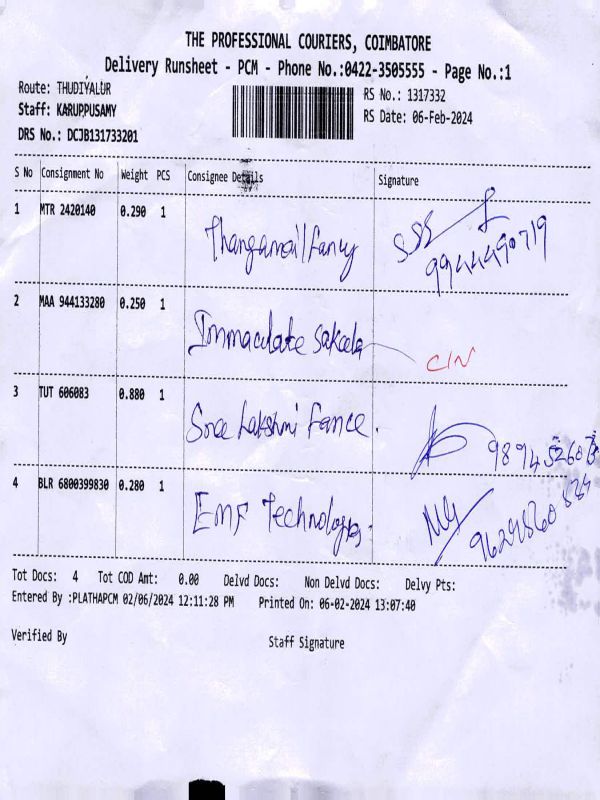 THE PROFESSIONAL COURIERS, COIMBATORE
Delivery Runsheet - PCM - Phone No.:0422-3505555 - Page No.:1
Route: THUDIYALUR
RS No.: 1317332
Staff: KARUPPUSAMY
RS Date: 06-Feb-2024
DRS No.: DCJB131733201
S No Consignment No Weight PCS Consignee Details Signature
1 MTR 2420140 0.290 1 Thangamail fancy
9944490719
2 MAA 944133280 0.250 1 Immaculate Sakaela CIN
3 TUT 606083 0.880 1 Sree Lakshmi Fance.
4 BLR 6800399830 0.280 1 EMF Technologys.
Tot Docs: 4 Tot COD Amt: 0.00 Delvd Docs: Non Delvd Docs: Delvy Pts:
Entered By :PLATHAPCM 02/06/2024 12:11:28 PM Printed On: 06-02-2024 13:07:40
Verified By Staff Signature